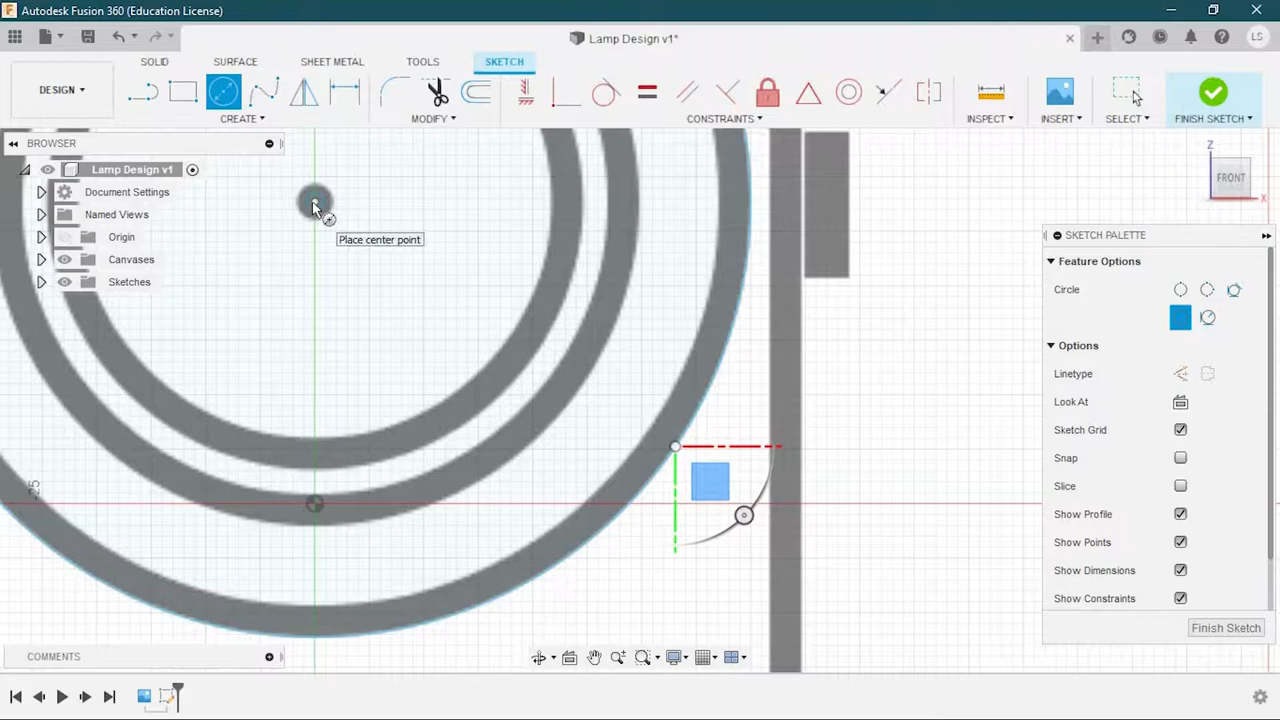 Autodesk Fusion 360 (Education License)
Lamp Design v1*
LS
SOLID
SURFACE
SHEET METAL
TOOLS
SKETCH
DESIGN
CREATE
MODIFY
CONSTRAINTS
INSPECT
INSERT
SELECT
FINISH SKETCH
BROWSER
Lamp Design v1
Document Settings
Named Views
Origin
Canvases
Sketches
Place center point
-25
Z
FRONT
X
SKETCH PALETTE
Feature Options
Circle
Options
Linetype
Look At
Sketch Grid
Snap
Slice
Show Profile
Show Points
Show Dimensions
Show Constraints
Finish Sketch
COMMENTS